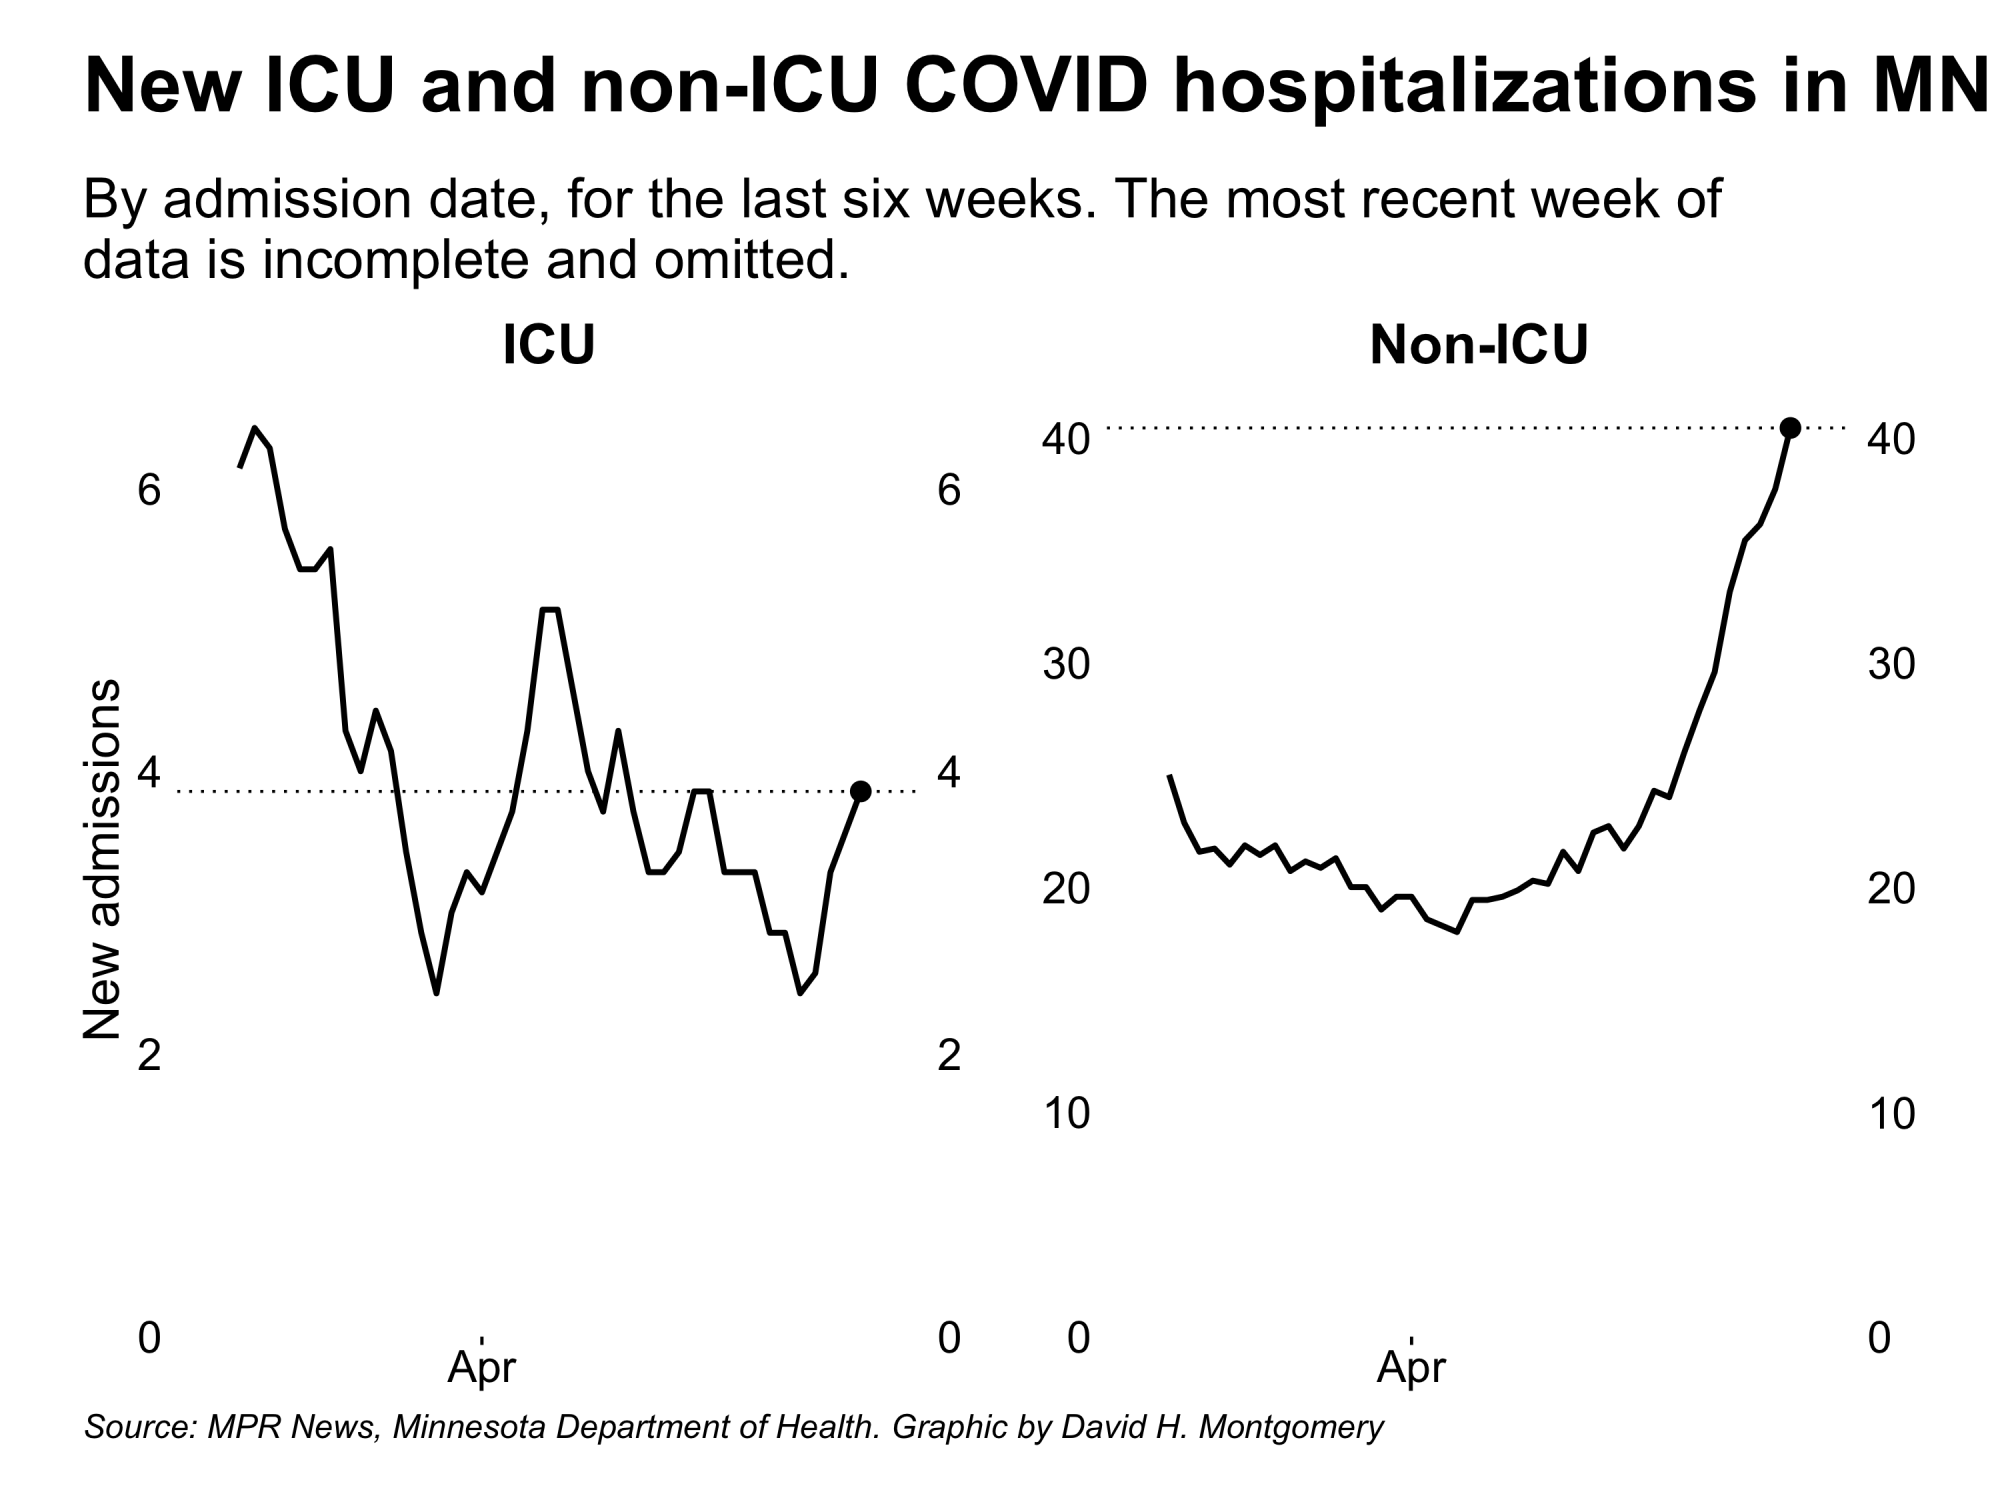 New ICU and non-ICU COVID hospitalizations in MN
By admission date, for the last six weeks. The most recent week of
data is incomplete and omitted.
ICU
New admissions
6
4
2
0
6
4
2
0
Apr
Non-ICU
40
30
20
10
0
40
30
20
10
0
Apr
Source: MPR News, Minnesota Department of Health. Graphic by David H. Montgomery